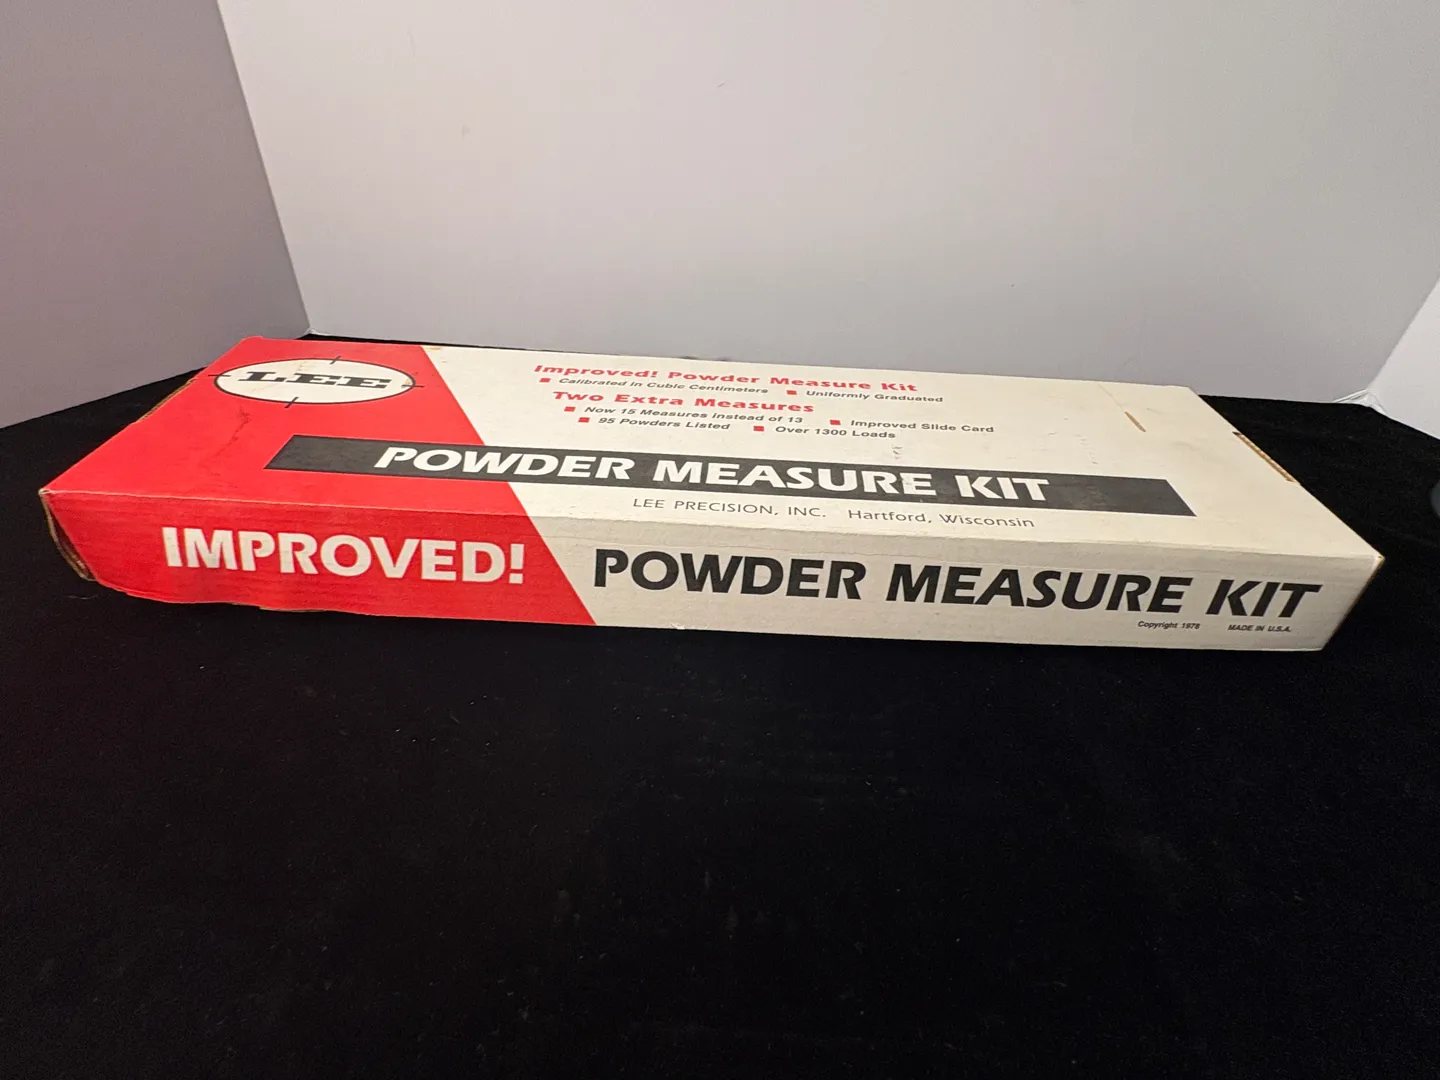 LEE
Improved! Powder Measure Kit
■ Calibrated in Cubic Centimeters ■ Uniformly Graduated
Two Extra Measures
■ Now 15 Measures instead of 13 ■ Improved Slide Card
■ 95 Powders Listed ■ Over 1300 Loads
POWDER MEASURE KIT
LEE PRECISION, INC. Hartford, Wisconsin
IMPROVED! POWDER MEASURE KIT
Copyright 1978 MADE IN U.S.A.